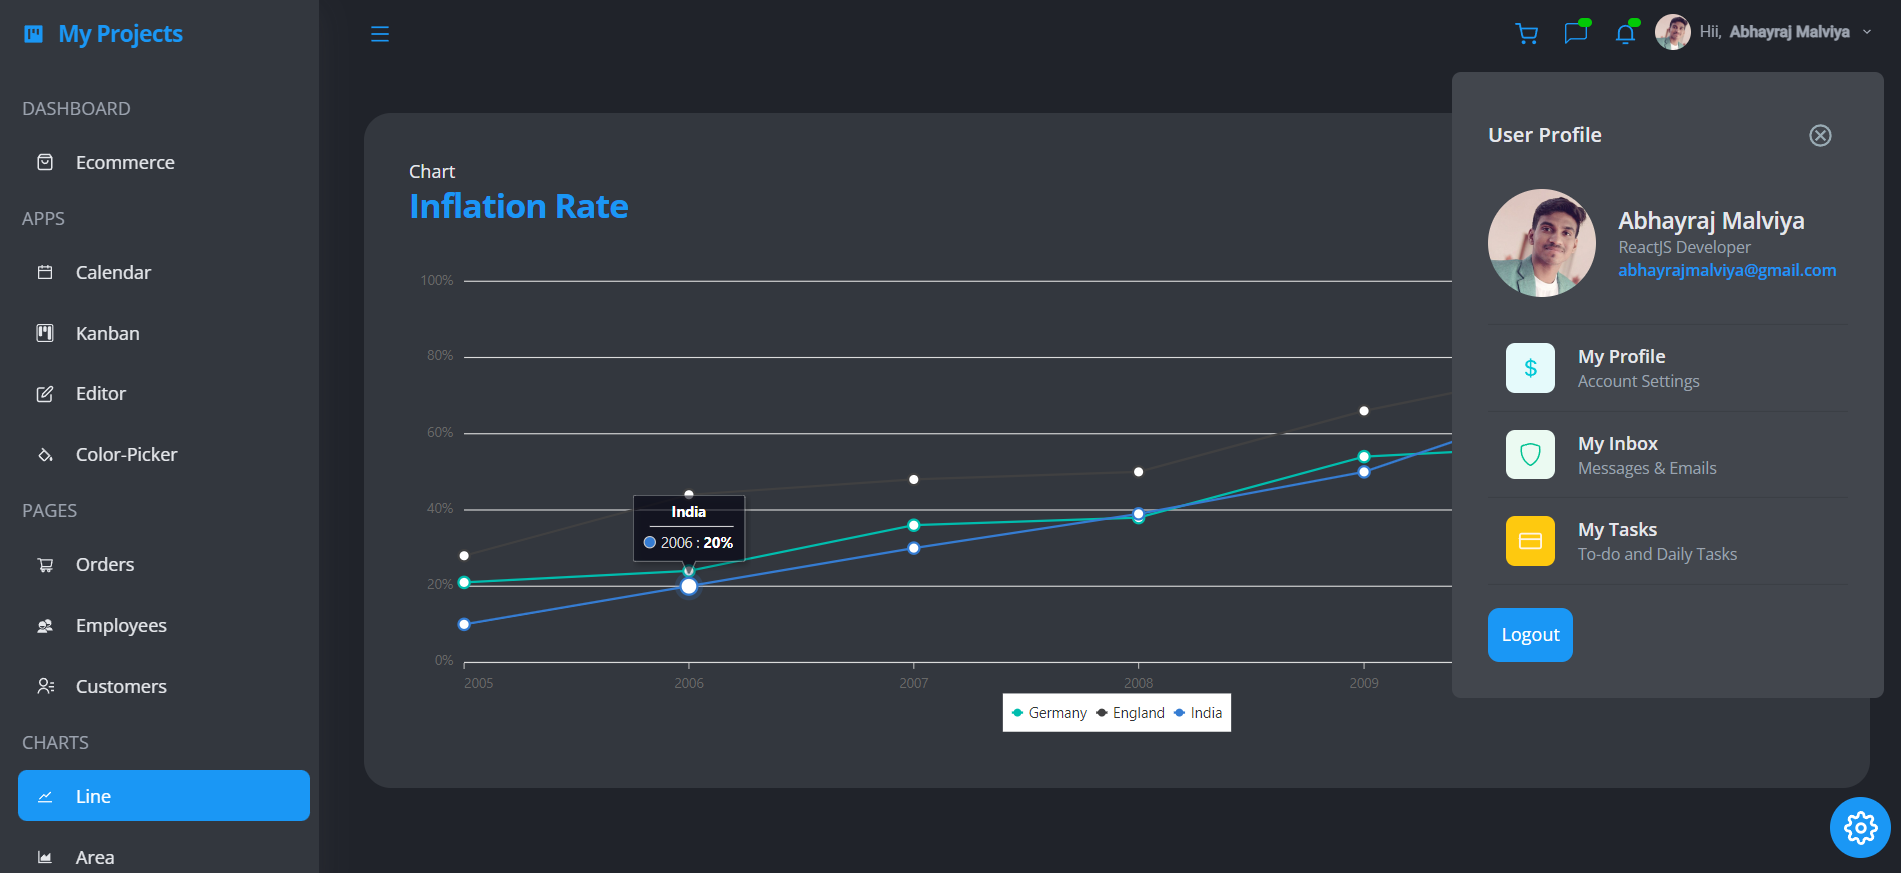 My Projects
DASHBOARD
Ecommerce
APPS
Calendar
Kanban
Editor
Color-Picker
PAGES
Orders
Employees
Customers
CHARTS
Line
Area
Hii, Abhayraj Malviya
Chart
Inflation Rate
100%
80%
60%
40%
20%
0%
India
2006 : 20%
2005 2006 2007 2008 2009
Germany England India
User Profile
Abhayraj Malviya
ReactJS Developer
abhayrajmalviya@gmail.com
$
My Profile
Account Settings
My Inbox
Messages & Emails
My Tasks
To-do and Daily Tasks
Logout